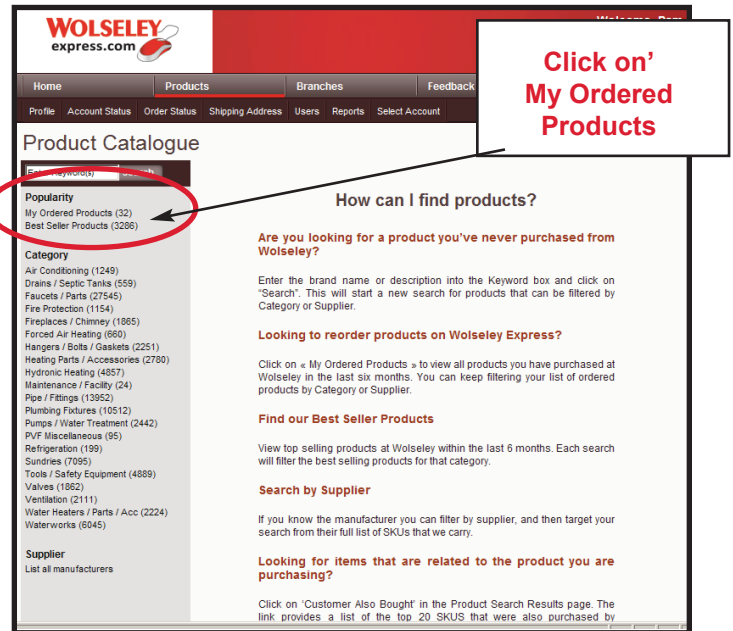 WOLSELEY
express.com
Click on’
My Ordered
Products
Home Products Branches Feedback
Profile Account Status Order Status Shipping Address Users Reports Select Account
Product Catalogue
Popularity
My Ordered Products (32)
Best Seller Products (3286)
Category
Air Conditioning (1249)
Drains / Septic Tanks (559)
Faucets / Parts (27545)
Fire Protection (1154)
Fireplaces / Chimney (1865)
Forced Air Heating (660)
Hangers / Bolts / Gaskets (2251)
Heating Parts / Accessories (2780)
Hydronic Heating (4857)
Maintenance / Facility (24)
Pipe / Fittings (13952)
Plumbing Fixtures (10512)
Pumps / Water Treatment (2442)
PVF Miscellaneous (95)
Refrigeration (199)
Sundries (7095)
Tools / Safety Equipment (4889)
Valves (1862)
Ventilation (2111)
Water Heaters / Parts / Acc (2224)
Waterworks (6045)
Supplier
List all manufacturers
How can I find products?
Are you looking for a product you’ve never purchased from
Wolseley?
Enter the brand name or description into the Keyword box and click on
“Search”. This will start a new search for products that can be filtered by
Category or Supplier.
Looking to reorder products on Wolseley Express?
Click on « My Ordered Products » to view all products you have purchased at
Wolseley in the last six months. You can keep filtering your list of ordered
products by Category or Supplier.
Find our Best Seller Products
View top selling products at Wolseley within the last 6 months. Each search
will filter the best selling products for that category.
Search by Supplier
If you know the manufacturer you can filter by supplier, and then target your
search from their full list of SKUs that we carry.
Looking for items that are related to the product you are
purchasing?
Click on ‘Customer Also Bought’ in the Product Search Results page. The
link provides a list of the top 20 SKUS that were also purchased by